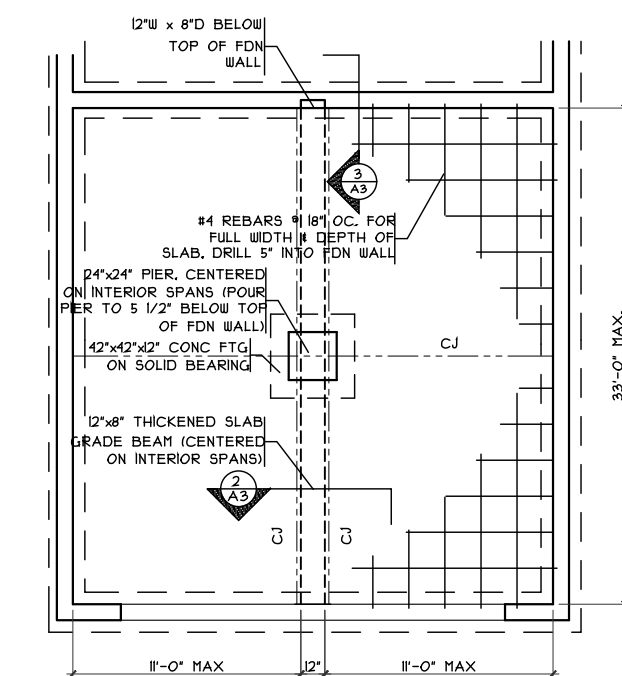 12"W x 8"D BELOW
TOP OF FDN
WALL
3
A3
#4 REBARS @ 18" OC. FOR
FULL WIDTH & DEPTH OF
SLAB. DRILL 5" INTO FDN WALL
24"x24" PIER. CENTERED
ON INTERIOR SPANS (POUR
PIER TO 5 1/2" BELOW TOP
OF FDN WALL)
42"x42"x12" CONC FTG
ON SOLID BEARING
CJ
33'-0" MAX.
12"x8" THICKENED SLAB
GRADE BEAM (CENTERED
ON INTERIOR SPANS)
2
A3
CJ
CJ
11'-0" MAX
12"
11'-0" MAX